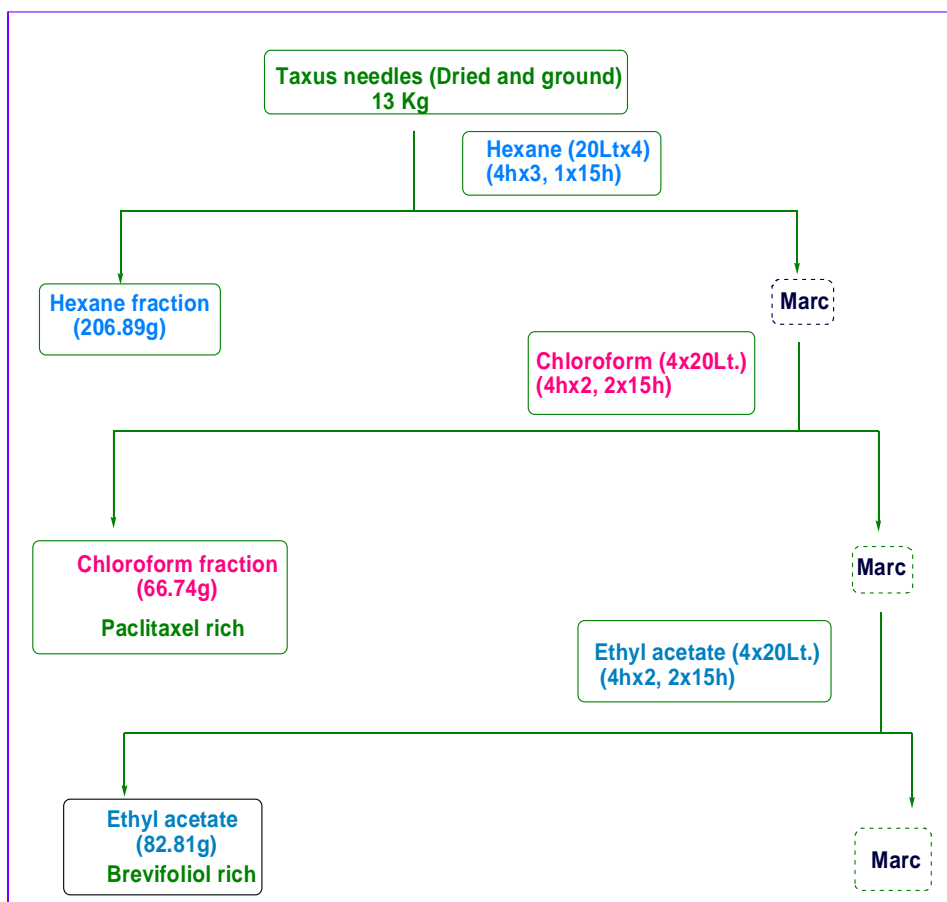 Taxus needles (Dried and ground)
13 Kg
Hexane (20Ltx4)
(4hx3, 1x15h)
Hexane fraction
(206.89g)
Marc
Chloroform (4x20Lt.)
(4hx2, 2x15h)
Chloroform fraction
(66.74g)
Paclitaxel rich
Marc
Ethyl acetate (4x20Lt.)
(4hx2, 2x15h)
Ethyl acetate
(82.81g)
Brevifoliol rich
Marc